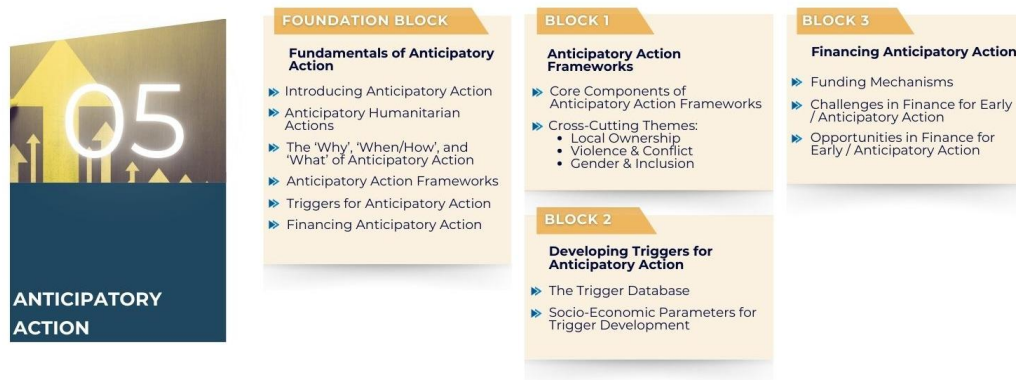 05
ANTICIPATORY
ACTION
FOUNDATION BLOCK
Fundamentals of Anticipatory
Action
Introducing Anticipatory Action
Anticipatory Humanitarian
Actions
The ‘Why’, ‘When/How’, and
‘What’ of Anticipatory Action
Anticipatory Action Frameworks
Triggers for Anticipatory Action
Financing Anticipatory Action
BLOCK 1
Anticipatory Action
Frameworks
Core Components of
Anticipatory Action Frameworks
Cross-Cutting Themes:
• Local Ownership
• Violence & Conflict
• Gender & Inclusion
BLOCK 2
Developing Triggers for
Anticipatory Action
The Trigger Database
Socio-Economic Parameters for
Trigger Development
BLOCK 3
Financing Anticipatory Action
Funding Mechanisms
Challenges in Finance for Early
/ Anticipatory Action
Opportunities in Finance for
Early / Anticipatory Action